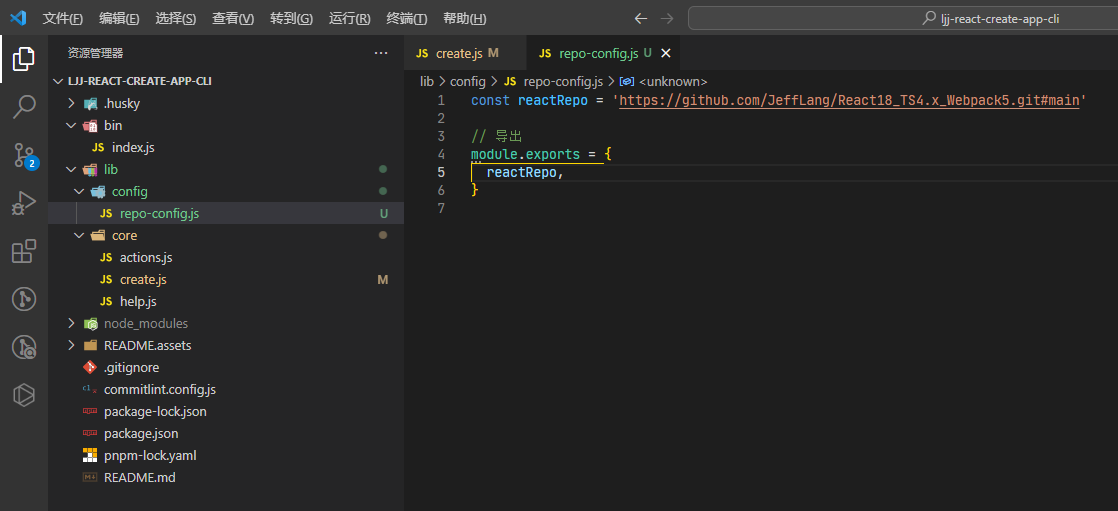 文件(F) 编辑(E) 选择(S) 查看(V) 转到(G) 运行(R) 终端(T) 帮助(H) ljj-react-create-app-cli
资源管理器 ···
LJJ-REACT-CREATE-APP-CLI
.husky
bin
JS index.js
lib
config
JS repo-config.js U
core
JS actions.js
JS create.js M
JS help.js
node_modules
README.assets
.gitignore
commitlint.config.js
package-lock.json
package.json
pnpm-lock.yaml
README.md
2
JS create.js M JS repo-config.js U
lib > config > JS repo-config.js > <unknown>
1 const reactRepo = 'https://github.com/JeffLang/React18_TS4.x_Webpack5.git#main'
2
3 // 导出
4 module.exports = {
5 reactRepo,
6 }
7